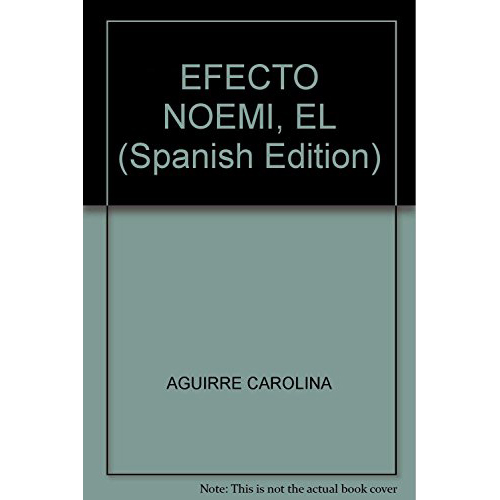 EFECTO
NOEMI, EL
(Spanish Edition)
AGUIRRE CAROLINA
Note: This is not the actual book cover